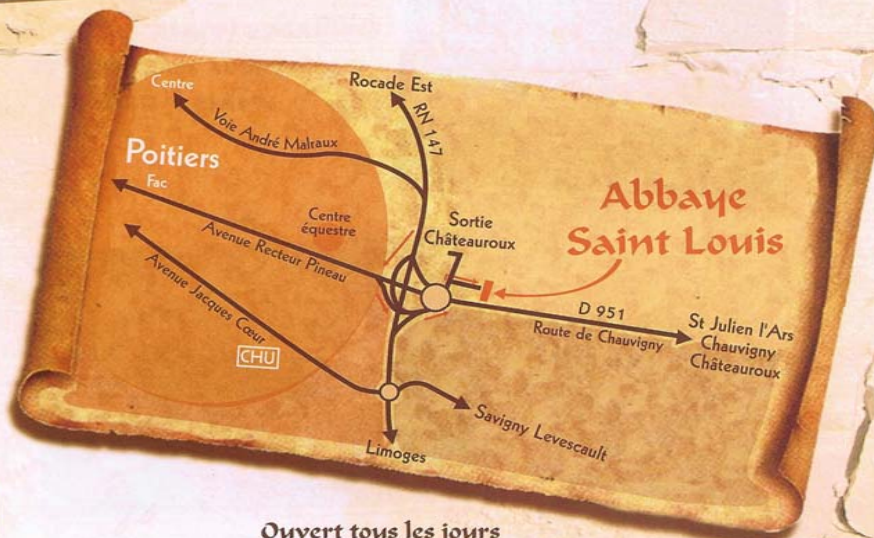 Centre
Rocade Est
RN 147
Voie André Malraux
Poitiers
Fac
Abbaye
Saint Louis
Centre
équestre
Sortie
Châteauroux
Avenue Recteur Pineau
Avenue Jacques Cœur
D 951
Route de Chauvigny
St Julien l'Ars
Chauvigny
Châteauroux
CHU
Savigny Levescault
Limoges
Ouvert tous les jours